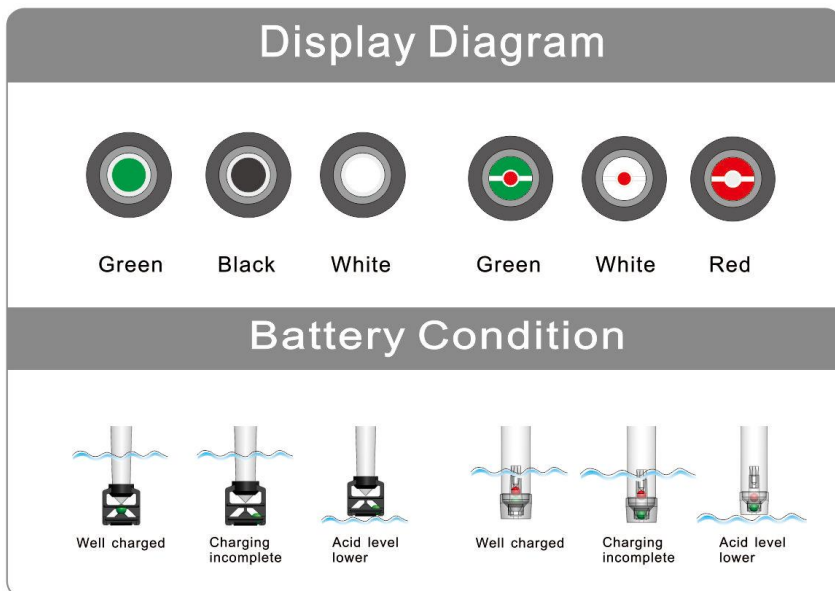 Display Diagram
Green Black White Green White Red
Battery Condition
Well charged Charging incomplete Acid level lower Well charged Charging incomplete Acid level lower